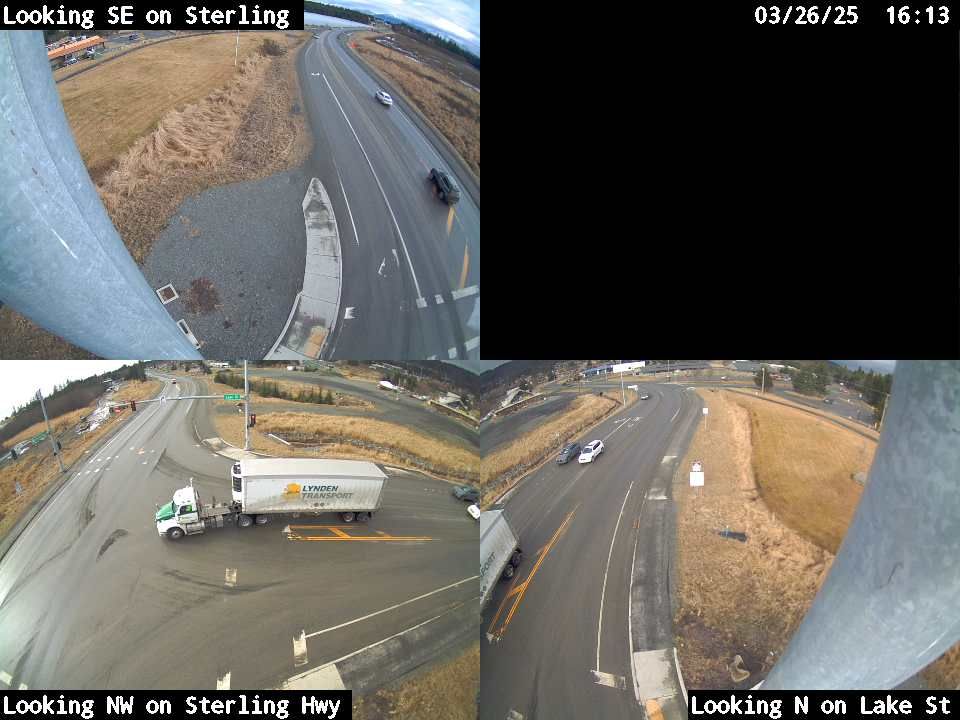 Looking SE on Sterling
03/26/25 16:13
LYNDEN
TRANSPORT
Looking NW on Sterling Hwy
Looking N on Lake St